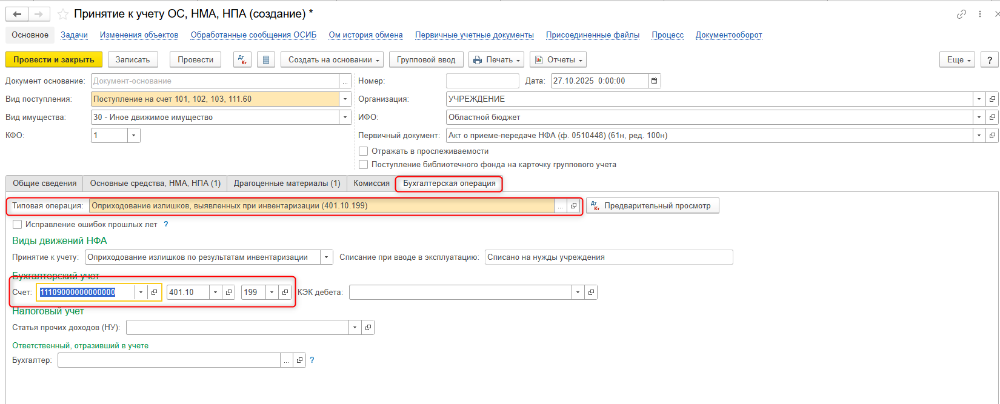 Принятие к учету ОС, НМА, НПА (создание) *
Основное Задачи Изменения объектов Обработанные сообщения ОСИБ Ом история обмена Первичные учетные документы Присоединенные файлы Процесс Документооборот
Провести и закрыть Записать Провести Дт Кт Создать на основании Групповой ввод Печать Отчеты Еще ?
Документ основание: Документ-основание ... Номер: Дата: 27.10.2025 0:00:00
Вид поступления: Поступление на счет 101, 102, 103, 111.60 Организация: УЧРЕЖДЕНИЕ
Вид имущества: 30 - Иное движимое имущество ИФО: Областной бюджет
КФО: 1 Первичный документ: Акт о приеме-передаче НФА (ф. 0510448) (61н, ред. 100н)
Отражать в прослеживаемости
Поступление библиотечного фонда на карточку группового учета
Общие сведения Основные средства, НМА, НПА (1) Драгоценные материалы (1) Комиссия Бухгалтерская операция
Типовая операция: Оприходование излишков, выявленных при инвентаризации (401.10.199) ... Дт Кт Предварительный просмотр
Исправление ошибок прошлых лет ?
Виды движений НФА
Принятие к учету: Оприходование излишков по результатам инвентаризации Списание при вводе в эксплуатацию: Списано на нужды учреждения
Бухгалтерский учет
Счет: 11109000000000000 401.10 199 КЭК дебета:
Налоговый учет
Статья прочих доходов (НУ):
Ответственный, отразивший в учете
Бухгалтер: ... ?